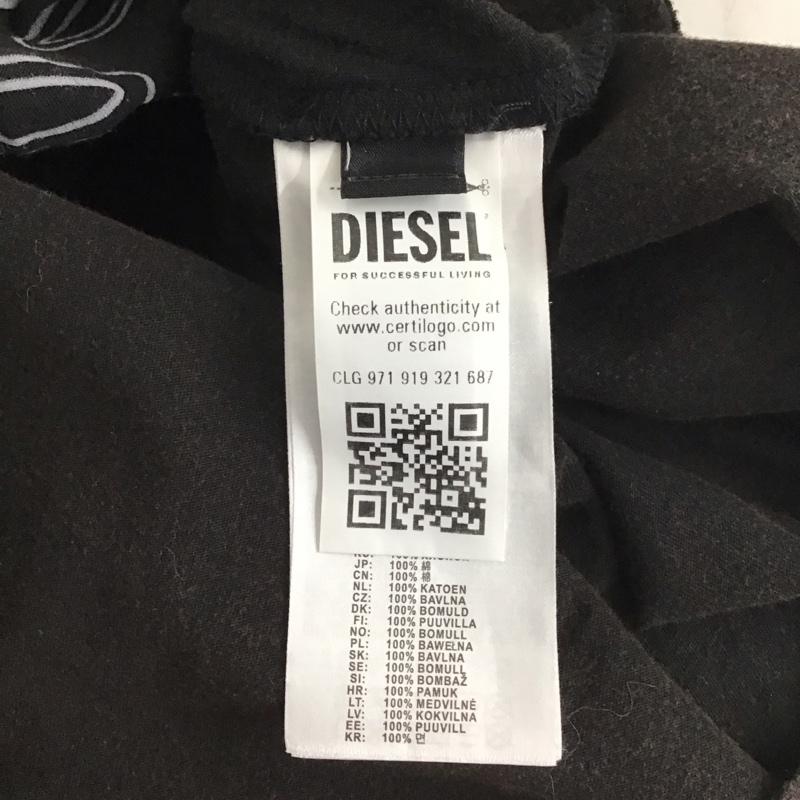 DIESEL
FOR SUCCESSFUL LIVING
Check authenticity at
www.certilogo.com
or scan
CLG 971 919 321 687
JP: 100% 綿
CN: 100% 棉
NL: 100% KATOEN
CZ: 100% BAVLNA
DK: 100% BOMULD
FI: 100% PUUVILLA
NO: 100% BOMULL
PL: 100% BAWEŁNA
SK: 100% BAVLNA
SE: 100% BOMULL
SI: 100% BOMBAŽ
HR: 100% PAMUK
LT: 100% MEDVILNĖ
LV: 100% KOKVILNA
EE: 100% PUUVILL
KR: 100% 면